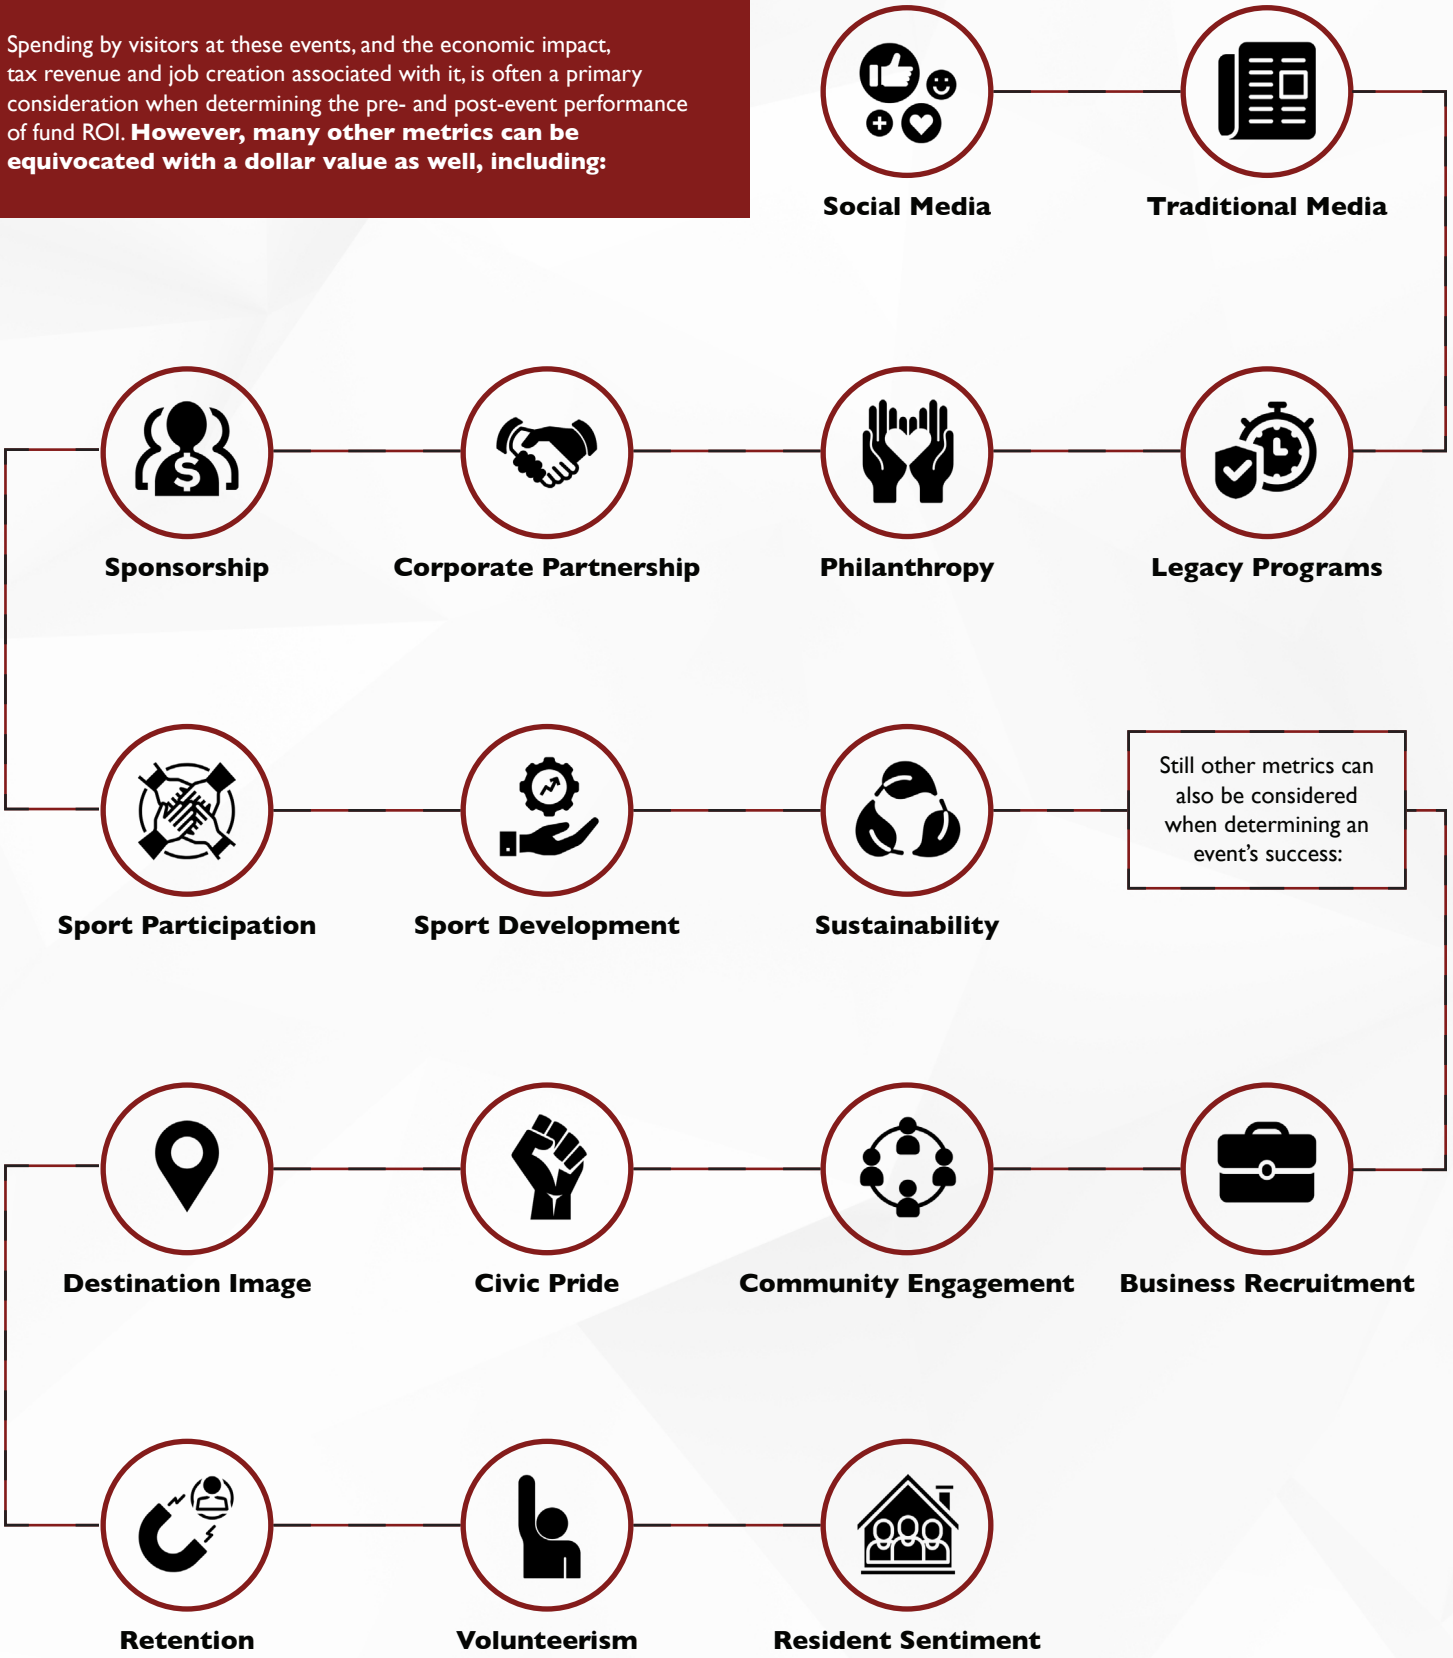 Spending by visitors at these events, and the economic impact,
tax revenue and job creation associated with it, is often a primary
consideration when determining the pre- and post-event performance
of fund ROI. However, many other metrics can be
equivocated with a dollar value as well, including:
Social Media
Traditional Media
Sponsorship
Corporate Partnership
Philanthropy
Legacy Programs
Sport Participation
Sport Development
Sustainability
Still other metrics can
also be considered
when determining an
event's success:
Destination Image
Civic Pride
Community Engagement
Business Recruitment
Retention
Volunteerism
Resident Sentiment